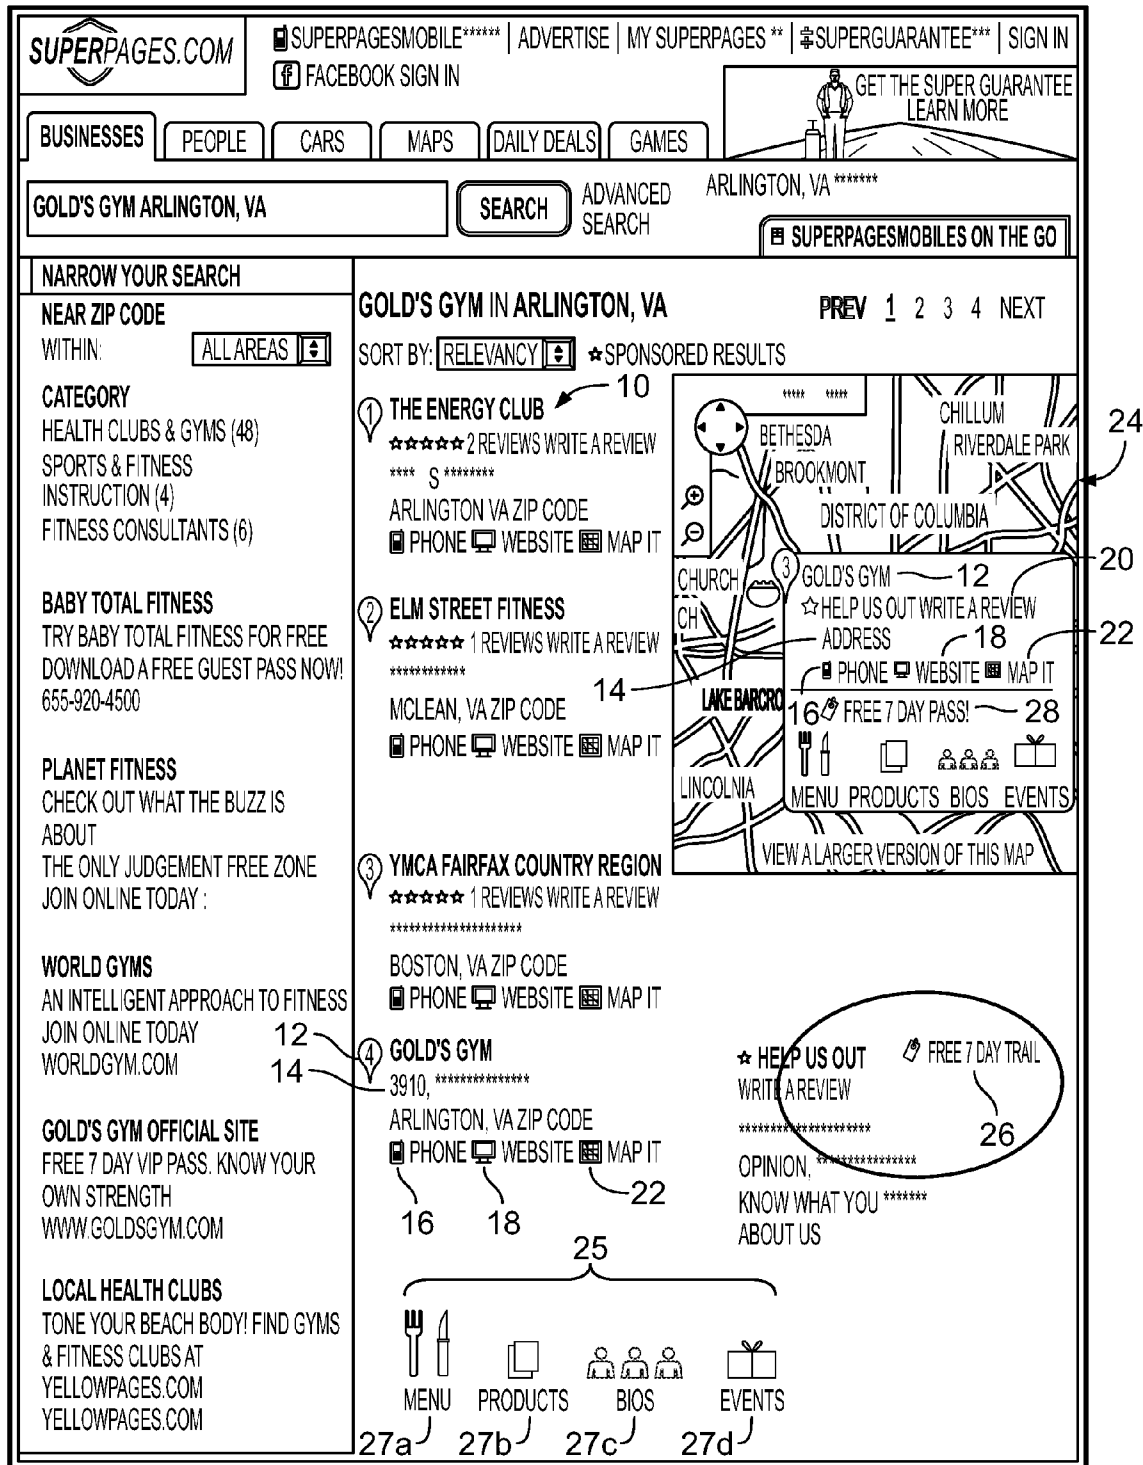 SUPERPAGES.COM
SUPERPAGESMOBILE****** | ADVERTISE | MY SUPERPAGES ** | SUPERGUARANTEE*** | SIGN IN
f FACEBOOK SIGN IN
GET THE SUPER GUARANTEE
LEARN MORE
BUSINESSES PEOPLE CARS MAPS DAILY DEALS GAMES
GOLD'S GYM ARLINGTON, VA
SEARCH
ADVANCED
SEARCH
ARLINGTON, VA *******
SUPERPAGESMOBILES ON THE GO
NARROW YOUR SEARCH
NEAR ZIP CODE
WITHIN: ALL AREAS
CATEGORY
HEALTH CLUBS & GYMS (48)
SPORTS & FITNESS
INSTRUCTION (4)
FITNESS CONSULTANTS (6)
BABY TOTAL FITNESS
TRY BABY TOTAL FITNESS FOR FREE
DOWNLOAD A FREE GUEST PASS NOW!
655-920-4500
PLANET FITNESS
CHECK OUT WHAT THE BUZZ IS
ABOUT
THE ONLY JUDGEMENT FREE ZONE
JOIN ONLINE TODAY :
WORLD GYMS
AN INTELLIGENT APPROACH TO FITNESS
JOIN ONLINE TODAY
WORLDGYM.COM
GOLD'S GYM OFFICIAL SITE
FREE 7 DAY VIP PASS. KNOW YOUR
OWN STRENGTH
WWW.GOLDSGYM.COM
LOCAL HEALTH CLUBS
TONE YOUR BEACH BODY! FIND GYMS
& FITNESS CLUBS AT
YELLOWPAGES.COM
YELLOWPAGES.COM
GOLD'S GYM IN ARLINGTON, VA
PREV 1 2 3 4 NEXT
SORT BY: RELEVANCY ☆SPONSORED RESULTS
10
1 THE ENERGY CLUB
☆☆☆☆☆ 2 REVIEWS WRITE A REVIEW
**** S ********
ARLINGTON VA ZIP CODE
PHONE WEBSITE MAP IT
2 ELM STREET FITNESS
☆☆☆☆☆ 1 REVIEWS WRITE A REVIEW
************
MCLEAN, VA ZIP CODE
PHONE WEBSITE MAP IT
3 YMCA FAIRFAX COUNTRY REGION
☆☆☆☆☆ 1 REVIEWS WRITE A REVIEW
*********************
BOSTON, VA ZIP CODE
PHONE WEBSITE MAP IT
12
4 GOLD'S GYM
14
3910, ***************
ARLINGTON, VA ZIP CODE
PHONE WEBSITE MAP IT
16 18 22
***** *****
CHILLUM
24
BETHESDA
RIVERDALE PARK
BROOKMONT
DISTRICT OF COLUMBIA
CHURCH
CH
LAKE BARCRO
LINCOLNIA
3 GOLD'S GYM 12
20
☆HELP US OUT WRITE A REVIEW
ADDRESS
18
22
14
PHONE WEBSITE MAP IT
16
FREE 7 DAY PASS! 28
MENU PRODUCTS BIOS EVENTS
VIEW A LARGER VERSION OF THIS MAP
☆ HELP US OUT
FREE 7 DAY TRAIL
WRITE A REVIEW
26
*********************
OPINION, ****************
KNOW WHAT YOU *******
ABOUT US
25
MENU PRODUCTS BIOS EVENTS
27a 27b 27c 27d